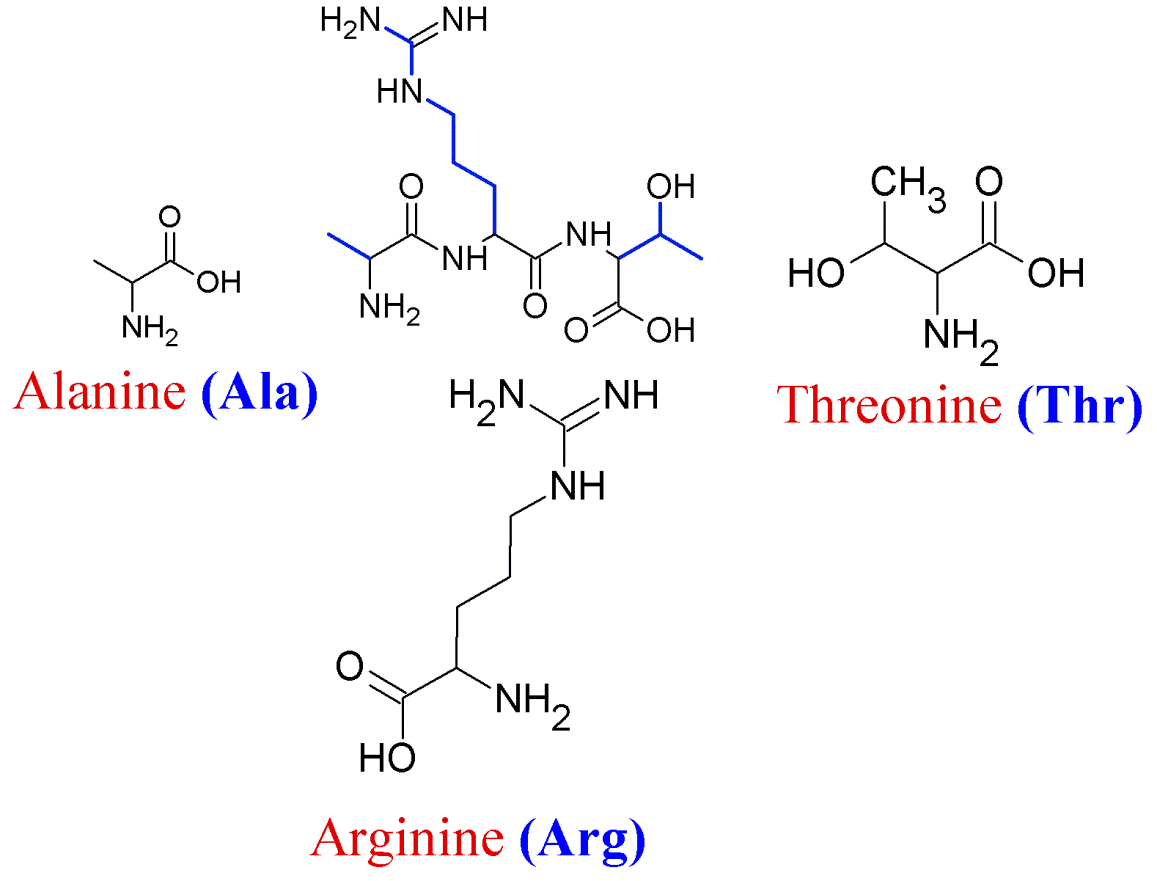 H2N NH
HN
O OH
NH NH
NH2 O
O OH
O
OH
NH2
Alanine (Ala)
CH3 O
HO OH
NH2
Threonine (Thr)
H2N NH
NH
O NH2
HO
Arginine (Arg)